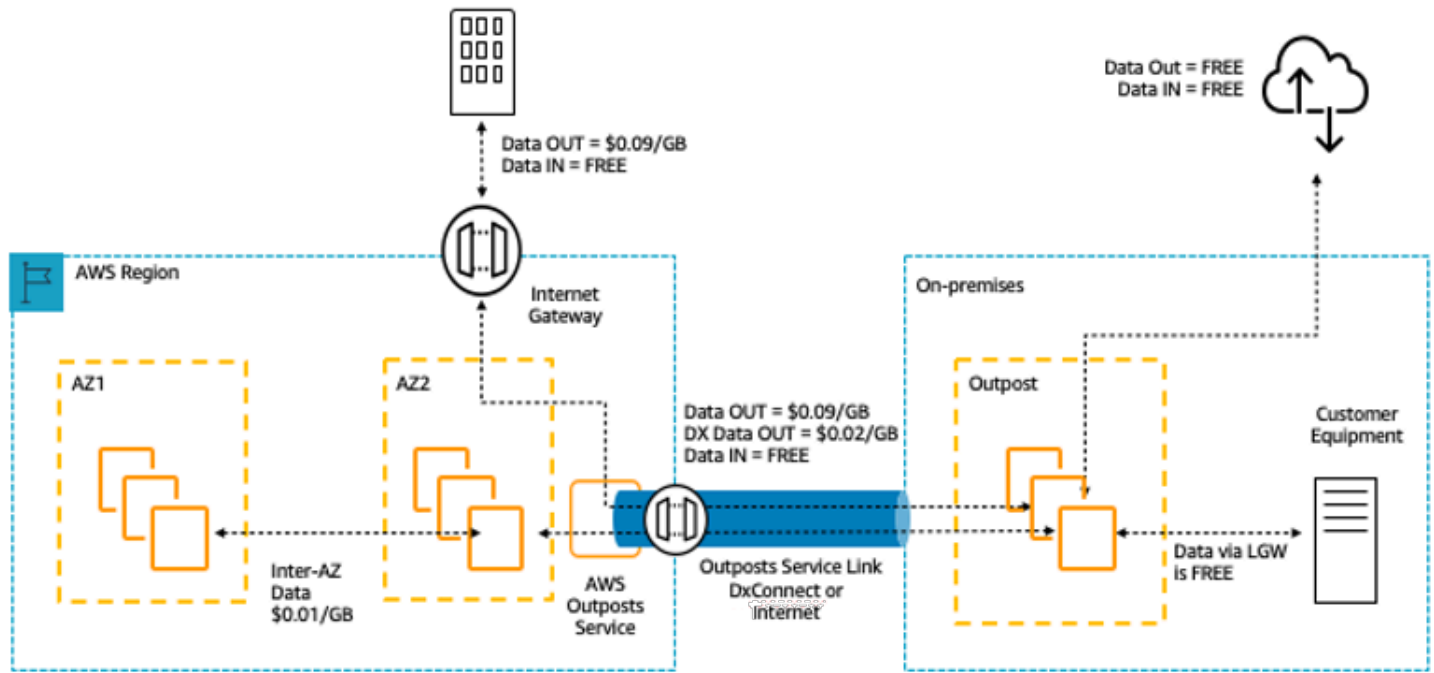 Data OUT = $0.09/GB
Data IN = FREE
Data Out = FREE
Data IN = FREE
AWS Region
Internet
Gateway
On-premises
AZ1
AZ2
Outpost
Data OUT = $0.09/GB
DX Data OUT = $0.02/GB
Data IN = FREE
Customer
Equipment
Inter-AZ
Data
$0.01/GB
AWS
Outposts
Service
Outposts Service Link
DxConnect or
Internet
Data via LGW
is FREE